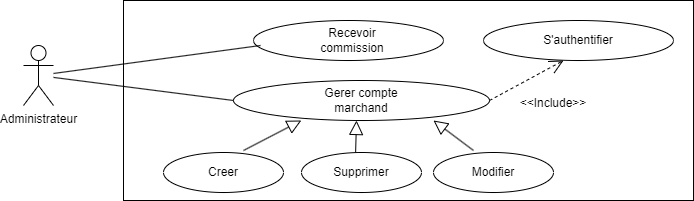 Recevoir
commission
S'authentifier
Gerer compte
marchand
<<Include>>
Administrateur
Creer
Supprimer
Modifier